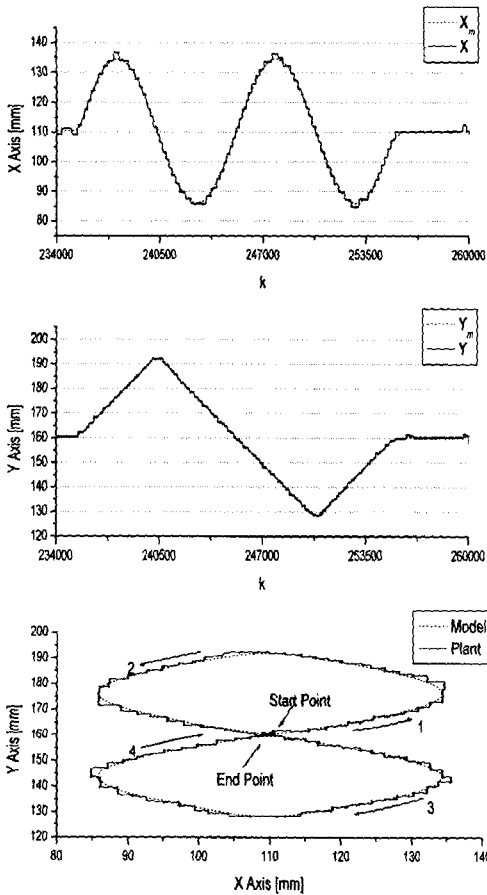 X_m
X
X Axis [mm]
140
130
120
110
100
90
80
234000 240500 247000 253500 260000
k
Y_m
Y
Y Axis [mm]
200
190
180
170
160
150
140
130
120
234000 240500 247000 253500 260000
k
Model
Plant
Y Axis [mm]
200
190
180
170
160
150
140
130
120
2
Start Point
1
4
End Point
3
80 90 100 110 120 130 140
X Axis [mm]